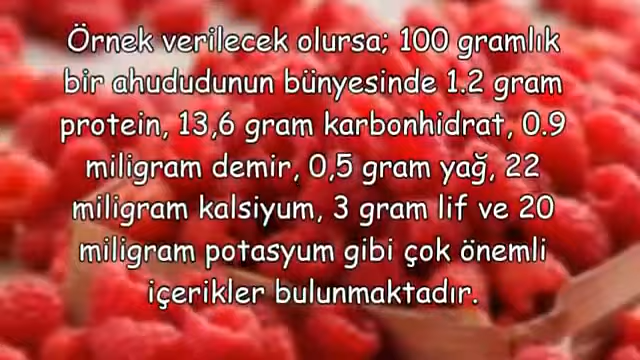 Örnek verilecek olursa; 100 gramlık
bir ahududunun bünyesinde 1.2 gram
protein, 13,6 gram karbonhidrat, 0.9
miligram demir, 0,5 gram yağ, 22
miligram kalsiyum, 3 gram lif ve 20
miligram potasyum gibi çok önemli
içerikler bulunmaktadır.